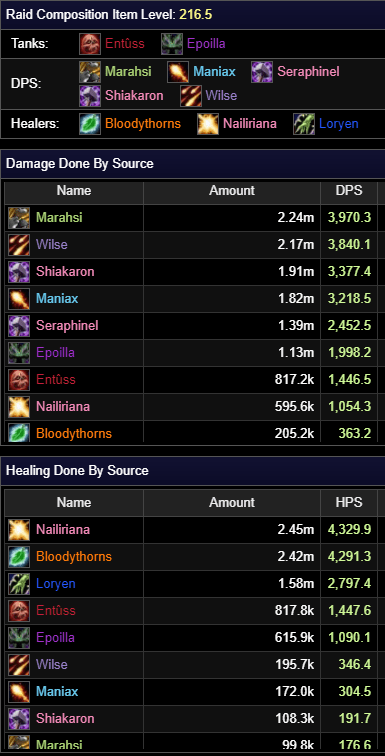 Raid Composition Item Level: 216.5
Tanks: Entûss Epoilla
DPS: Marahsi Maniax Seraphinel
Shiakaron Wilse
Healers: Bloodythorns Nailiriana Loryen
Damage Done By Source
Name Amount DPS
Marahsi 2.24m 3,970.3
Wilse 2.17m 3,840.1
Shiakaron 1.91m 3,377.4
Maniax 1.82m 3,218.5
Seraphinel 1.39m 2,452.5
Epoilla 1.13m 1,998.2
Entûss 817.2k 1,446.5
Nailiriana 595.6k 1,054.3
Bloodythorns 205.2k 363.2
Healing Done By Source
Name Amount HPS
Nailiriana 2.45m 4,329.9
Bloodythorns 2.42m 4,291.3
Loryen 1.58m 2,797.4
Entûss 817.8k 1,447.6
Epoilla 615.9k 1,090.1
Wilse 195.7k 346.4
Maniax 172.0k 304.5
Shiakaron 108.3k 191.7
Marahsi 99.8k 176.6